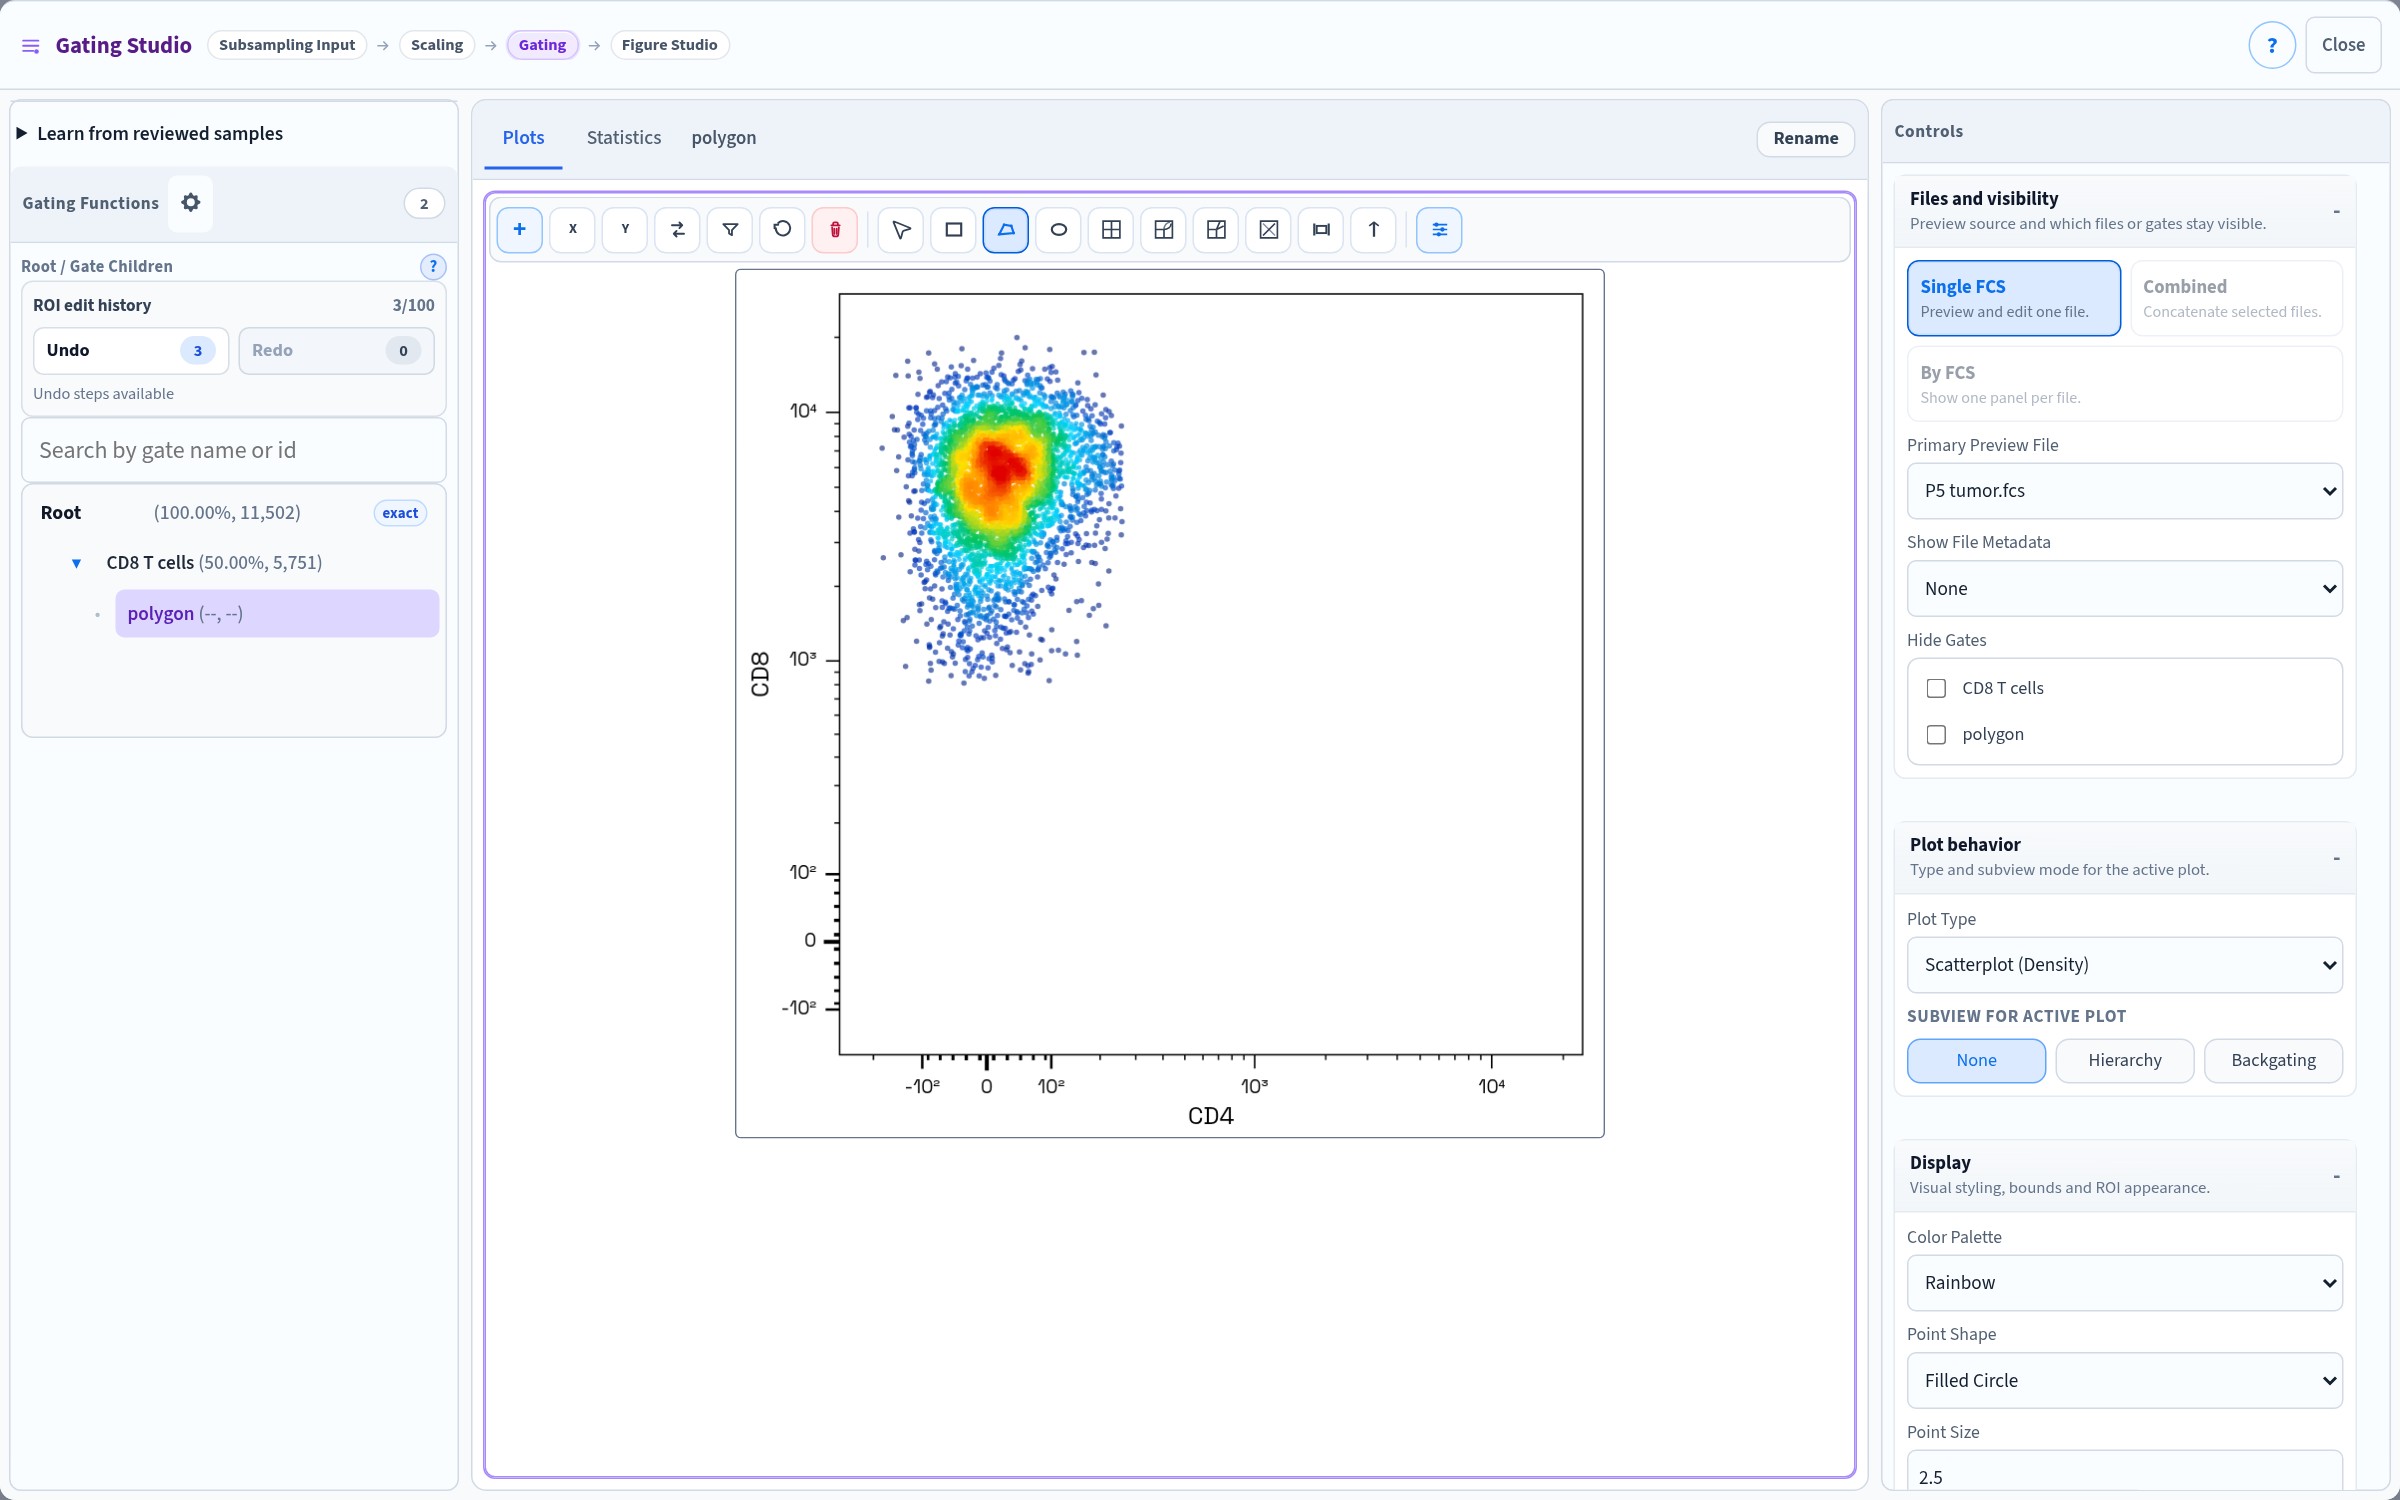 Gating Studio
Subsampling Input → Scaling → Gating → Figure Studio
? Close
Learn from reviewed samples
Gating Functions 2
Root / Gate Children ?
ROI edit history 3/100
Undo 3 Redo 0
Undo steps available
Search by gate name or id
Root (100.00%, 11,502) exact
CD8 T cells (50.00%, 5,751)
polygon (--, --)
Plots Statistics polygon Rename
+ X Y
10⁴
10³
10²
0
-10²
CD8
-10² 0 10² 10³ 10⁴
CD4
Controls
Files and visibility -
Preview source and which files or gates stay visible.
Single FCS
Preview and edit one file.
Combined
Concatenate selected files.
By FCS
Show one panel per file.
Primary Preview File
P5 tumor.fcs
Show File Metadata
None
Hide Gates
CD8 T cells
polygon
Plot behavior -
Type and subview mode for the active plot.
Plot Type
Scatterplot (Density)
SUBVIEW FOR ACTIVE PLOT
None Hierarchy Backgating
Display -
Visual styling, bounds and ROI appearance.
Color Palette
Rainbow
Point Shape
Filled Circle
Point Size
2.5